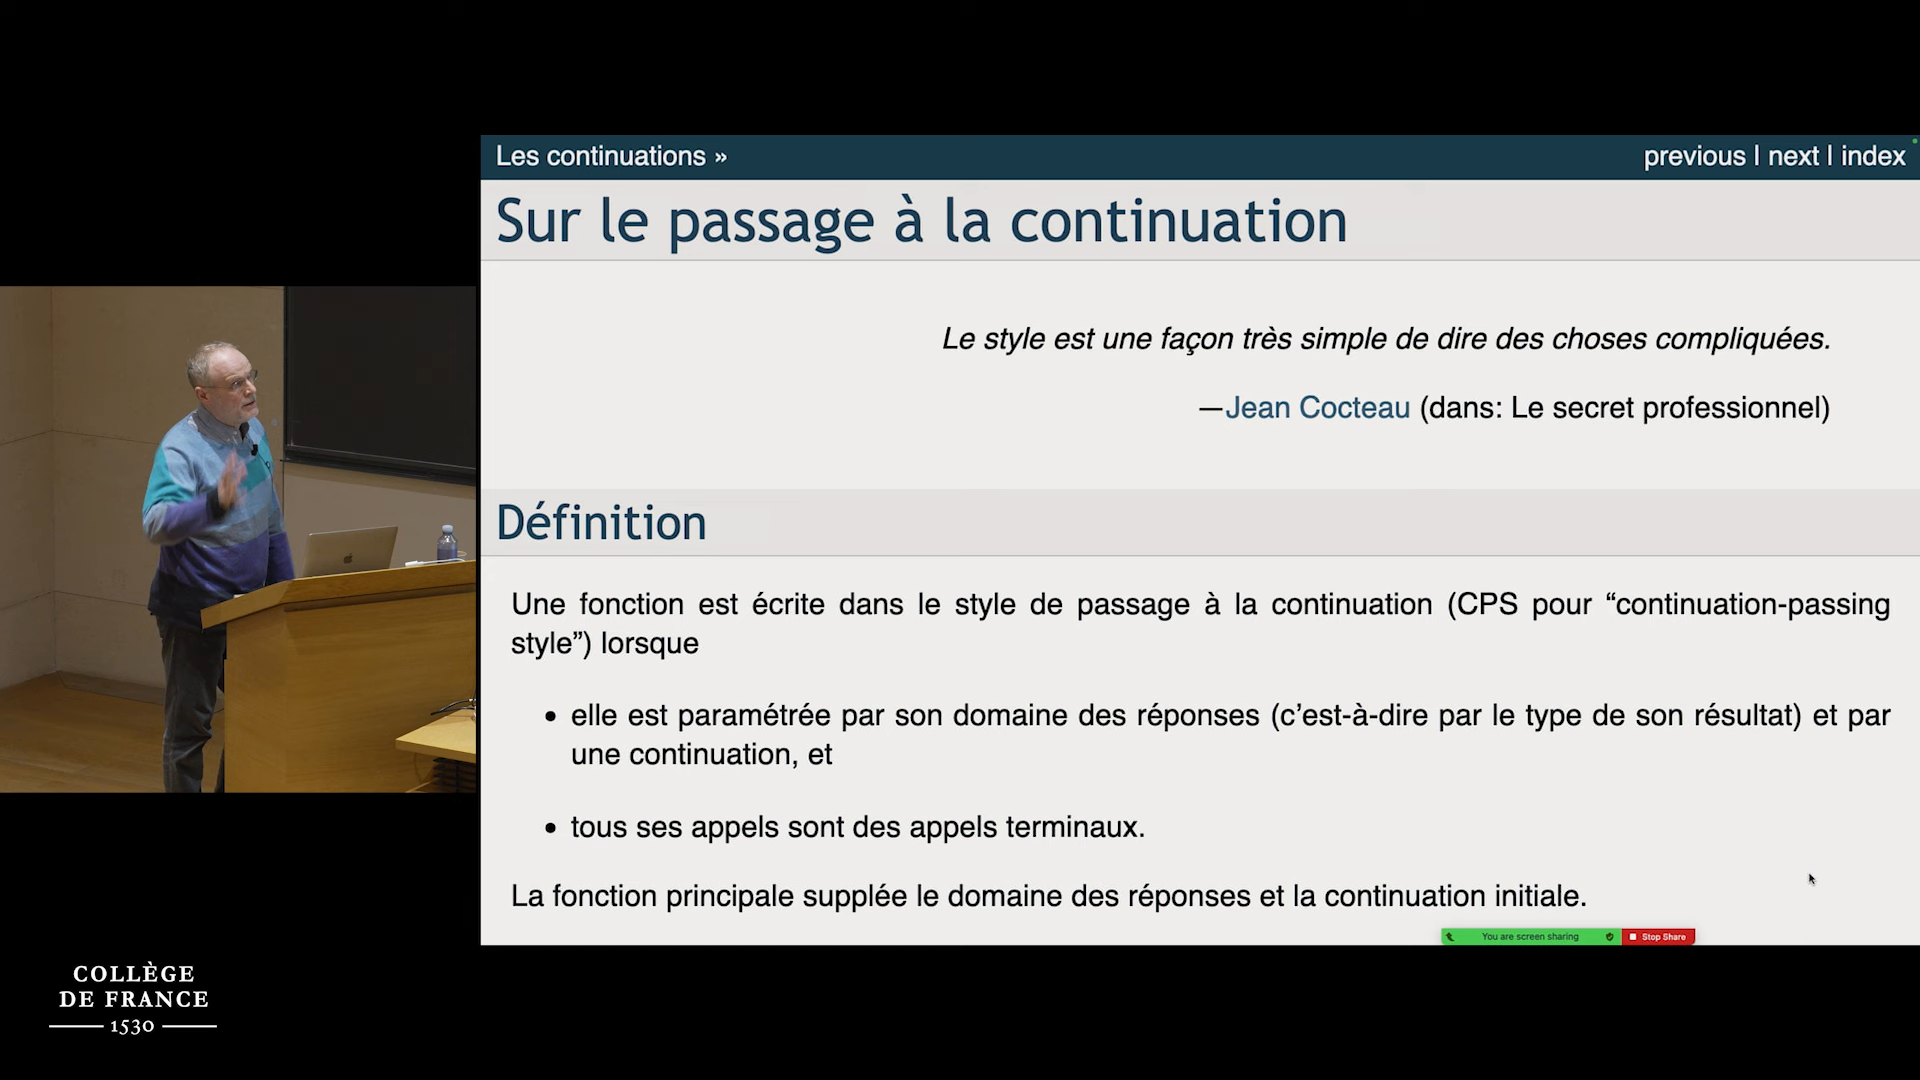 Les continuations »
previous | next | index
Sur le passage à la continuation
Le style est une façon très simple de dire des choses compliquées.
—Jean Cocteau (dans: Le secret professionnel)
Définition
Une fonction est écrite dans le style de passage à la continuation (CPS pour “continuation-passing
style”) lorsque
• elle est paramétrée par son domaine des réponses (c’est-à-dire par le type de son résultat) et par
une continuation, et
• tous ses appels sont des appels terminaux.
La fonction principale supplée le domaine des réponses et la continuation initiale.
You are screen sharing
Stop Share
COLLÈGE
DE FRANCE
1530